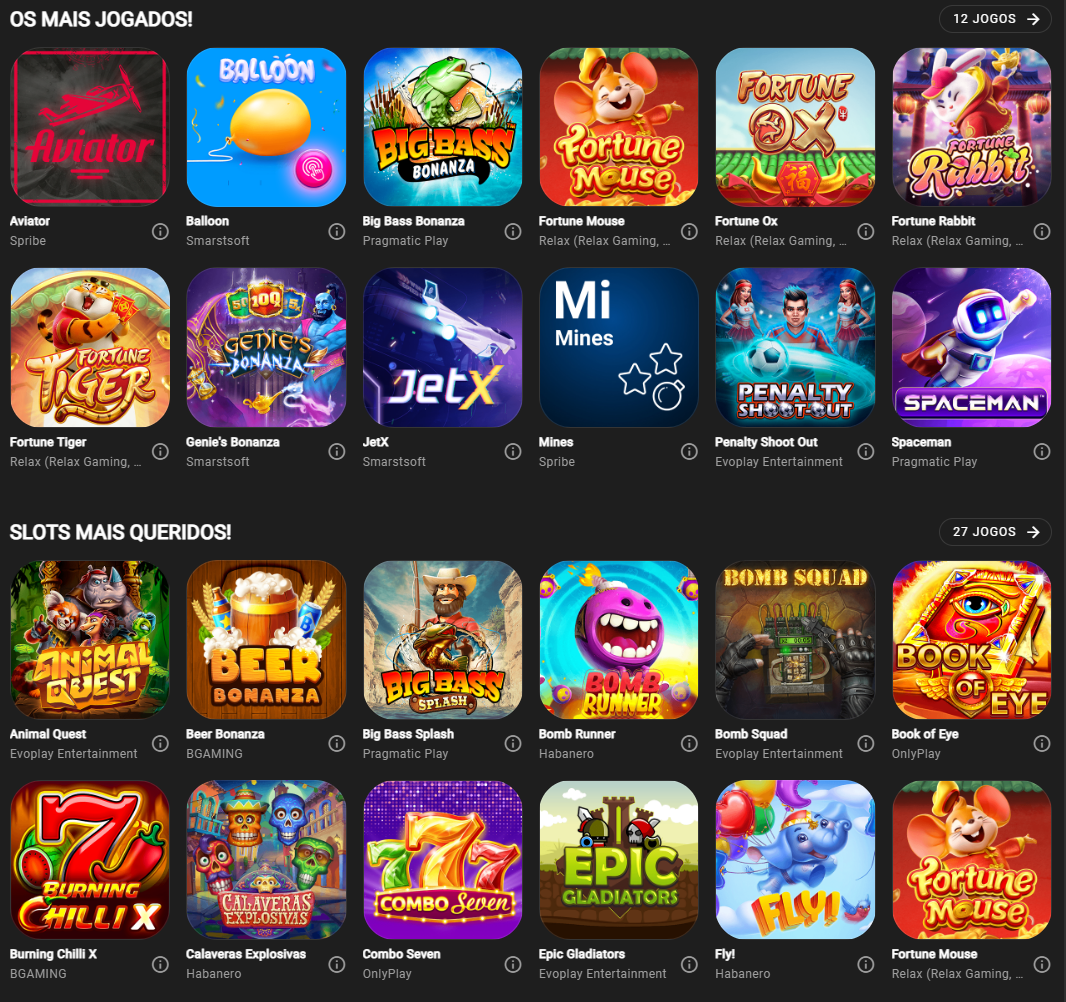 OS MAIS JOGADOS!
12 JOGOS
Aviator
BALLOON
BIG BASS
BONANZA
Fortune
Mouse
FORTUNE
OX
福
FORTUNE
Rabbit
Aviator
Spribe
Balloon
Smartsoft
Big Bass Bonanza
Pragmatic Play
Fortune Mouse
Relax (Relax Gaming, ...
Fortune Ox
Relax (Relax Gaming, ...
Fortune Rabbit
Relax (Relax Gaming, ...
FORTUNE
TIGER
100
GENIE'S
BONANZA
JetX
Mi
Mines
PENALTY
SHOOT-OUT
SPACEMAN
Fortune Tiger
Relax (Relax Gaming, ...
Genie's Bonanza
Smartsoft
JetX
Smartsoft
Mines
Spribe
Penalty Shoot Out
Evoplay Entertainment
Spaceman
Pragmatic Play
SLOTS MAIS QUERIDOS!
27 JOGOS
ANIMAL
QUEST
BEER
BONANZA
BIG BASS
SPLASH
BOMB
RUNNER
BOMB SQUAD
BOOK
OF
EYE
Animal Quest
Evoplay Entertainment
Beer Bonanza
BGAMING
Big Bass Splash
Pragmatic Play
Bomb Runner
Habanero
Bomb Squad
Evoplay Entertainment
Book of Eye
OnlyPlay
7
BURNING
CHILLI X
CALAVERAS
EXPLOSIVAS
777
COMBO Seven
EPIC
GLADIATORS
FLY!
Fortune
Mouse
Burning Chilli X
BGAMING
Calaveras Explosivas
Habanero
Combo Seven
OnlyPlay
Epic Gladiators
Evoplay Entertainment
Fly!
Habanero
Fortune Mouse
Relax (Relax Gaming, ...